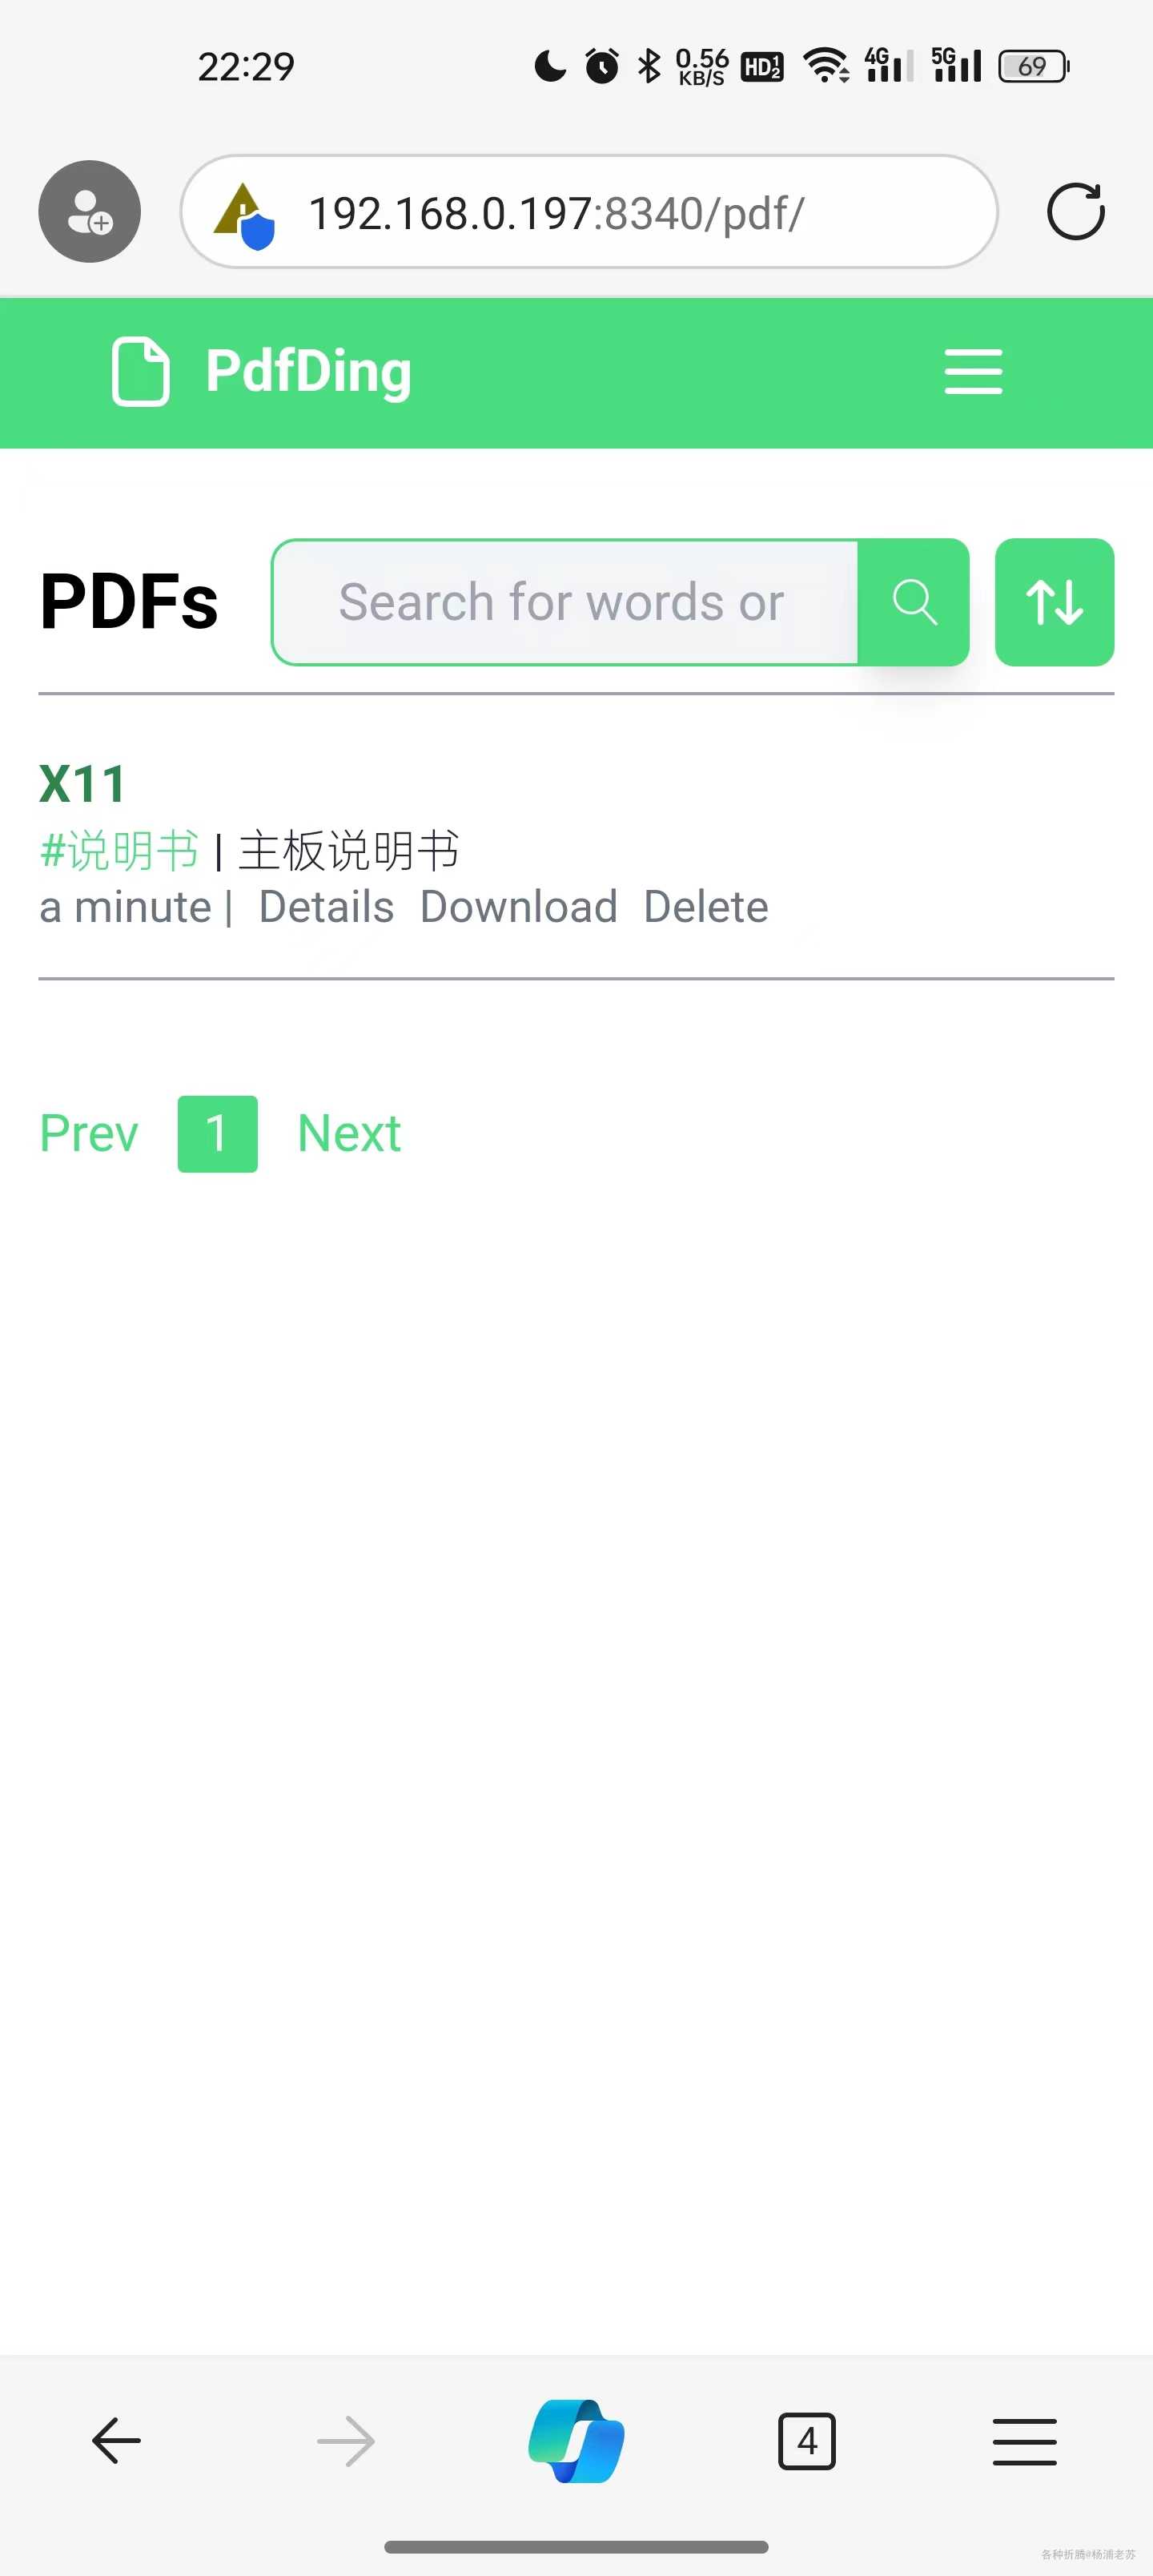 22:29 0.56 KB/S HD 1 2 4G 5G 69
192.168.0.197:8340/pdf/
PdfDing
PDFs Search for words or
X11
#说明书 | 主板说明书
a minute | Details Download Delete
Prev 1 Next
4
各种折腾#杨浦老苏